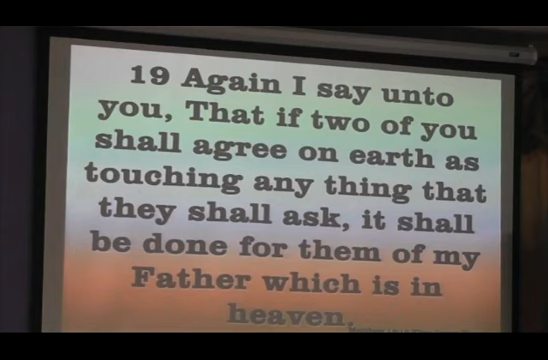 19 Again I say unto
you, That if two of you
shall agree on earth as
touching any thing that
they shall ask, it shall
be done for them of my
Father which is in
heaven.